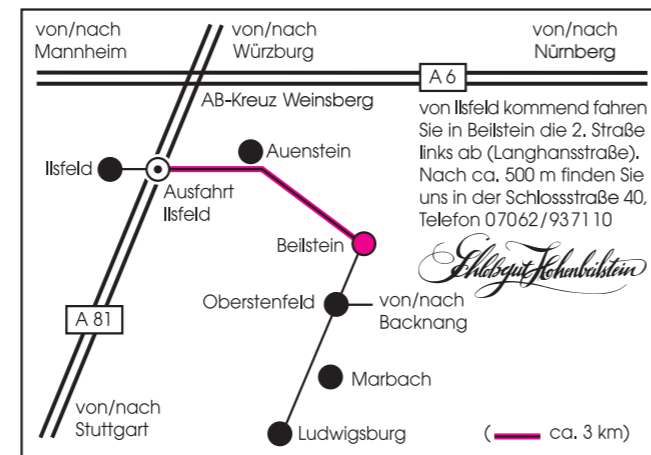 von/nach
Mannheim
von/nach
Würzburg
von/nach
Nürnberg
A 6
AB-Kreuz Weinsberg
von Ilsfeld kommend fahren
Sie in Beilstein die 2. Straße
links ab (Langhansstraße).
Nach ca. 500 m finden Sie
uns in der Schlossstraße 40,
Telefon 07062/937110
Schloßgut Hohenbeilstein
Ilsfeld
Auenstein
Ausfahrt
Ilsfeld
Beilstein
Oberstenfeld
von/nach
Backnang
A 81
Marbach
von/nach
Stuttgart
Ludwigsburg
( ca. 3 km)